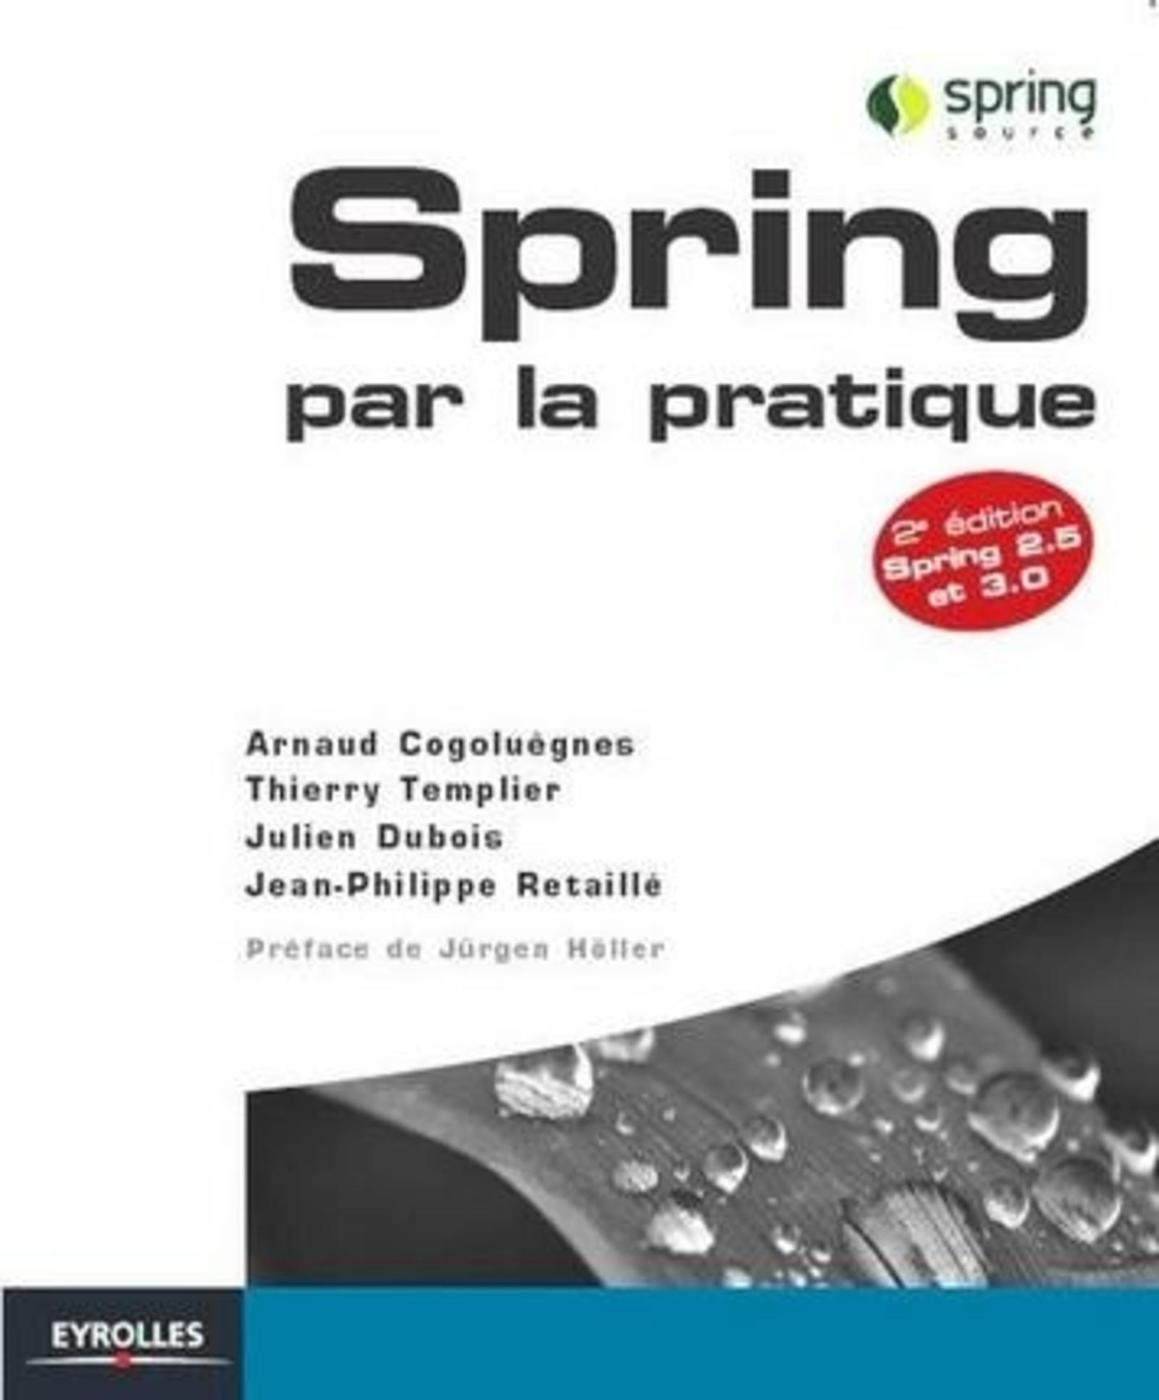 spring
source
Spring
par la pratique
2e édition
Spring 2.5
et 3.0
Arnaud Cogoluègnes
Thierry Templier
Julien Dubois
Jean-Philippe Retaillé
Préface de Jürgen Höller
EYROLLES